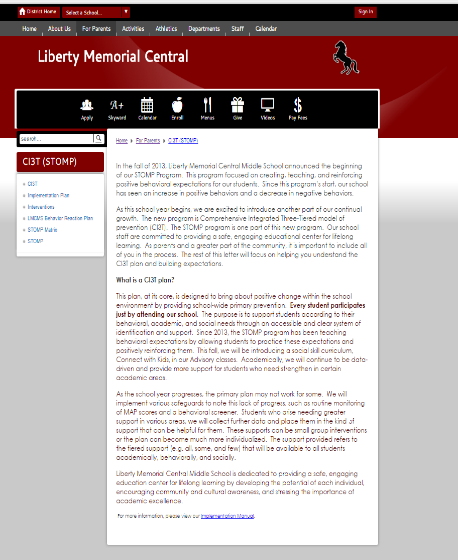 District Home Select a School... Sign In
Home About Us For Parents Activities Athletics Departments Staff Calendar
Liberty Memorial Central
Apply Skyward Calendar Enroll Menus Give Videos Pay Fees
search...
Home For Parents CI3T (STOMP)
CI3T (STOMP)
CI3T
Implementation Plan
Interventions
LMCMS Behavior Reaction Plan
STOMP Matrix
STOMP
In the fall of 2013, Liberty Memorial Central Middle School announced the beginning
of our STOMP Program. This program focused on creating, teaching, and reinforcing
positive behavioral expectations for our students. Since this program's start, our school
has seen an increase in positive behaviors and a decrease in negative behaviors.
As this school year begins, we are excited to introduce another part of our continual
growth. The new program is Comprehensive Integrated Three-Tiered model of
prevention (CI3T). The STOMP program is one part of this new program. Our school
staff are committed to providing a safe, engaging educational center for lifelong
learning. As parents and a greater part of the community, it is important to include all
of you in the process. The rest of this letter will focus on helping you understand the
CI3T plan and building expectations.
What is a CI3T plan?
This plan, at its core, is designed to bring about positive change within the school
environment by providing school-wide primary prevention. Every student participates
just by attending our school. The purpose is to support students according to their
behavioral, academic, and social needs through an accessible and clear system of
identification and support. Since 2013, the STOMP program has been teaching
behavioral expectations by allowing students to practice these expectations and
positively reinforcing them. This fall, we will be introducing a social skill curriculum,
Connect with Kids, in our Advisory classes. Academically, we will continue to be data-
driven and provide more support for students who need strengthen in certain
academic areas.
As the school year progresses, the primary plan may not work for some. We will
implement various safeguards to note this lack of progress, such as routine monitoring
of MAP scores and a behavioral screener. Students who arise needing greater
support in various areas, we will collect further data and place them in the kind of
support that can be helpful for them. These supports can be small group interventions
or the plan can become much more individualized. The support provided refers to
the tiered support (e.g. all, some, and few) that will be available to all students
academically, behaviorally, and socially.
Liberty Memorial Central Middle School is dedicated to providing a safe, engaging
education center for lifelong learning by developing the potential of each individual,
encouraging community and cultural awareness, and stressing the importance of
academic excellence.
For more information, please view our Implementation Manual.